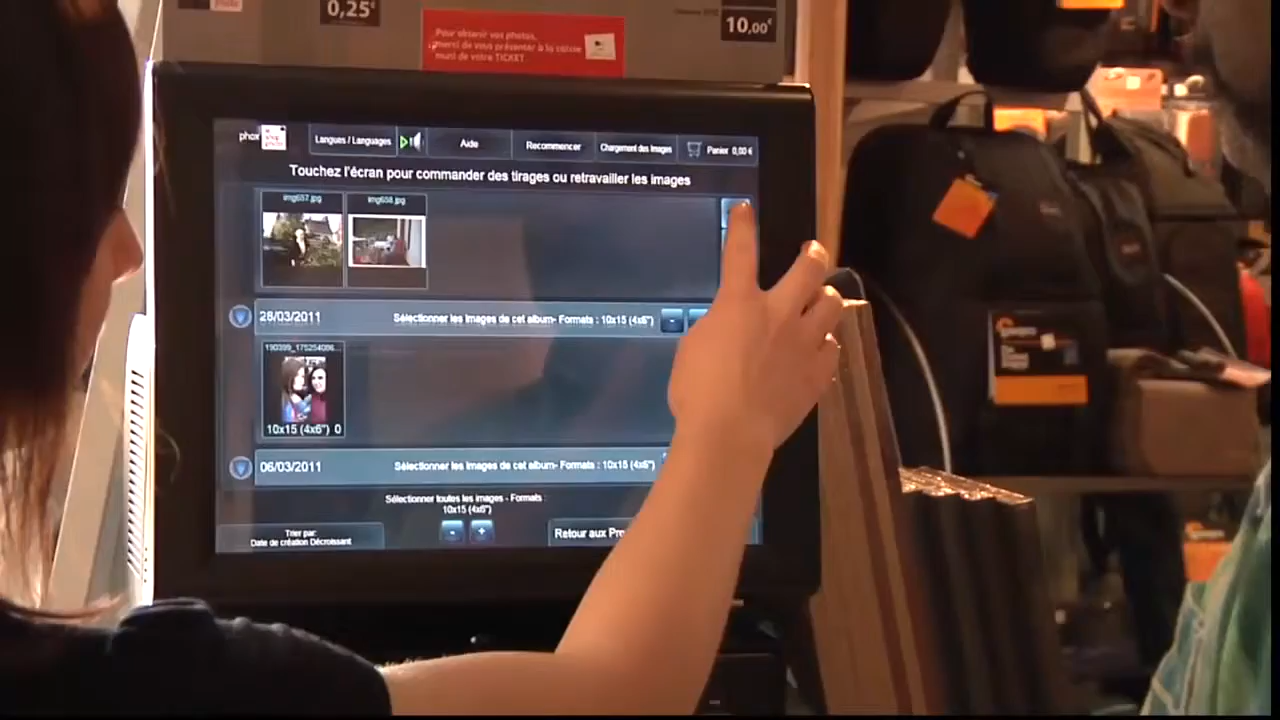 0,25€
10,00€
Pour obtenir vos photos,
merci de vous présenter à la caisse
muni de votre TICKET.
phox
Langues / Languages
Aide
Recommencer
Chargement des Images
Panier 0,00 €
Touchez l'écran pour commander des tirages ou retravailler les images
img657.jpg
img658.jpg
28/03/2011
Sélectionner les Images de cet album- Formats : 10x15 (4x6")
-
190399_175254086...
10x15 (4x6") 0
06/03/2011
Sélectionner les Images de cet album- Formats : 10x15 (4x6")
Sélectionner toutes les images - Formats :
10x15 (4x6")
- +
Trier par:
Date de création Décroissant
Retour aux Pro